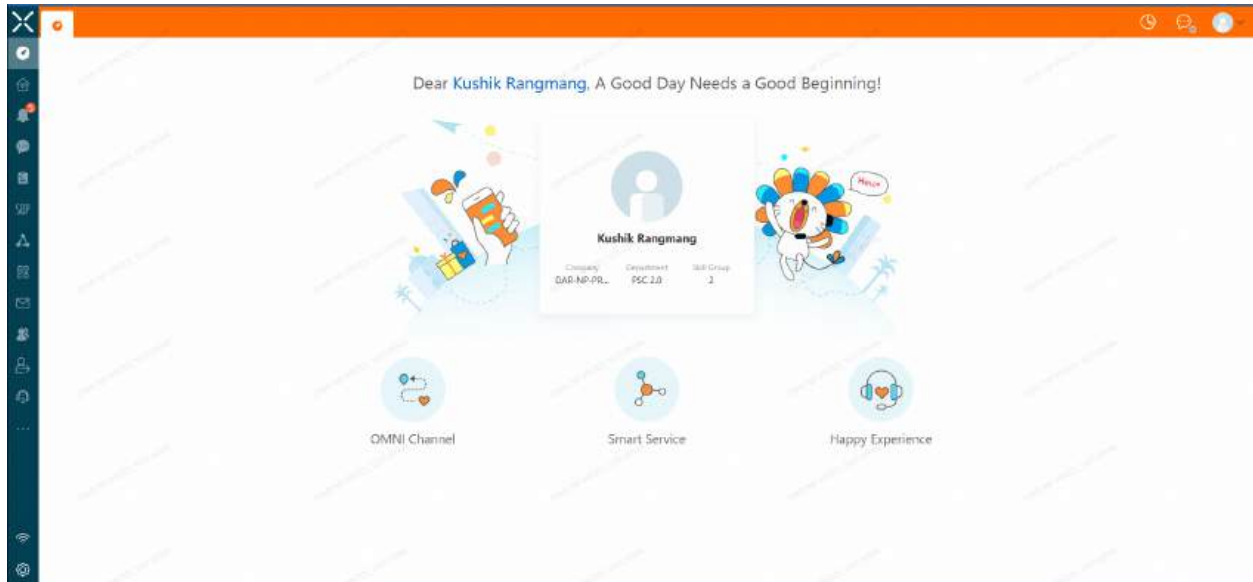 Dear Kushik Rangmang, A Good Day Needs a Good Beginning!
Hello
Kushik Rangmang
Company Department Skill Group
DAR-NP-PR... PSC 2.0 2
OMNI Channel Smart Service Happy Experience
SOP